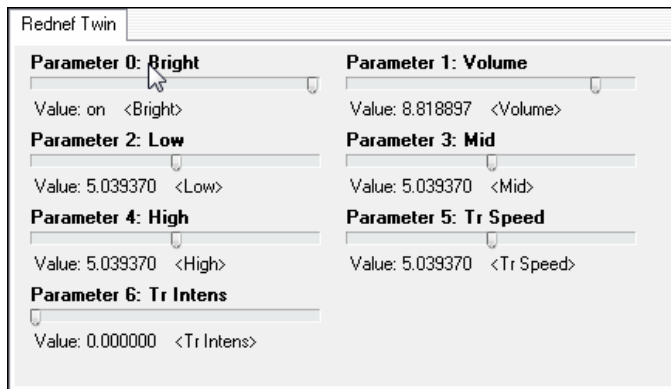 Rednef Twin
Parameter 0: Bright
Value: on <Bright>
Parameter 1: Volume
Value: 8.818897 <Volume>
Parameter 2: Low
Value: 5.039370 <Low>
Parameter 3: Mid
Value: 5.039370 <Mid>
Parameter 4: High
Value: 5.039370 <High>
Parameter 5: Tr Speed
Value: 5.039370 <Tr Speed>
Parameter 6: Tr Intens
Value: 0.000000 <Tr Intens>